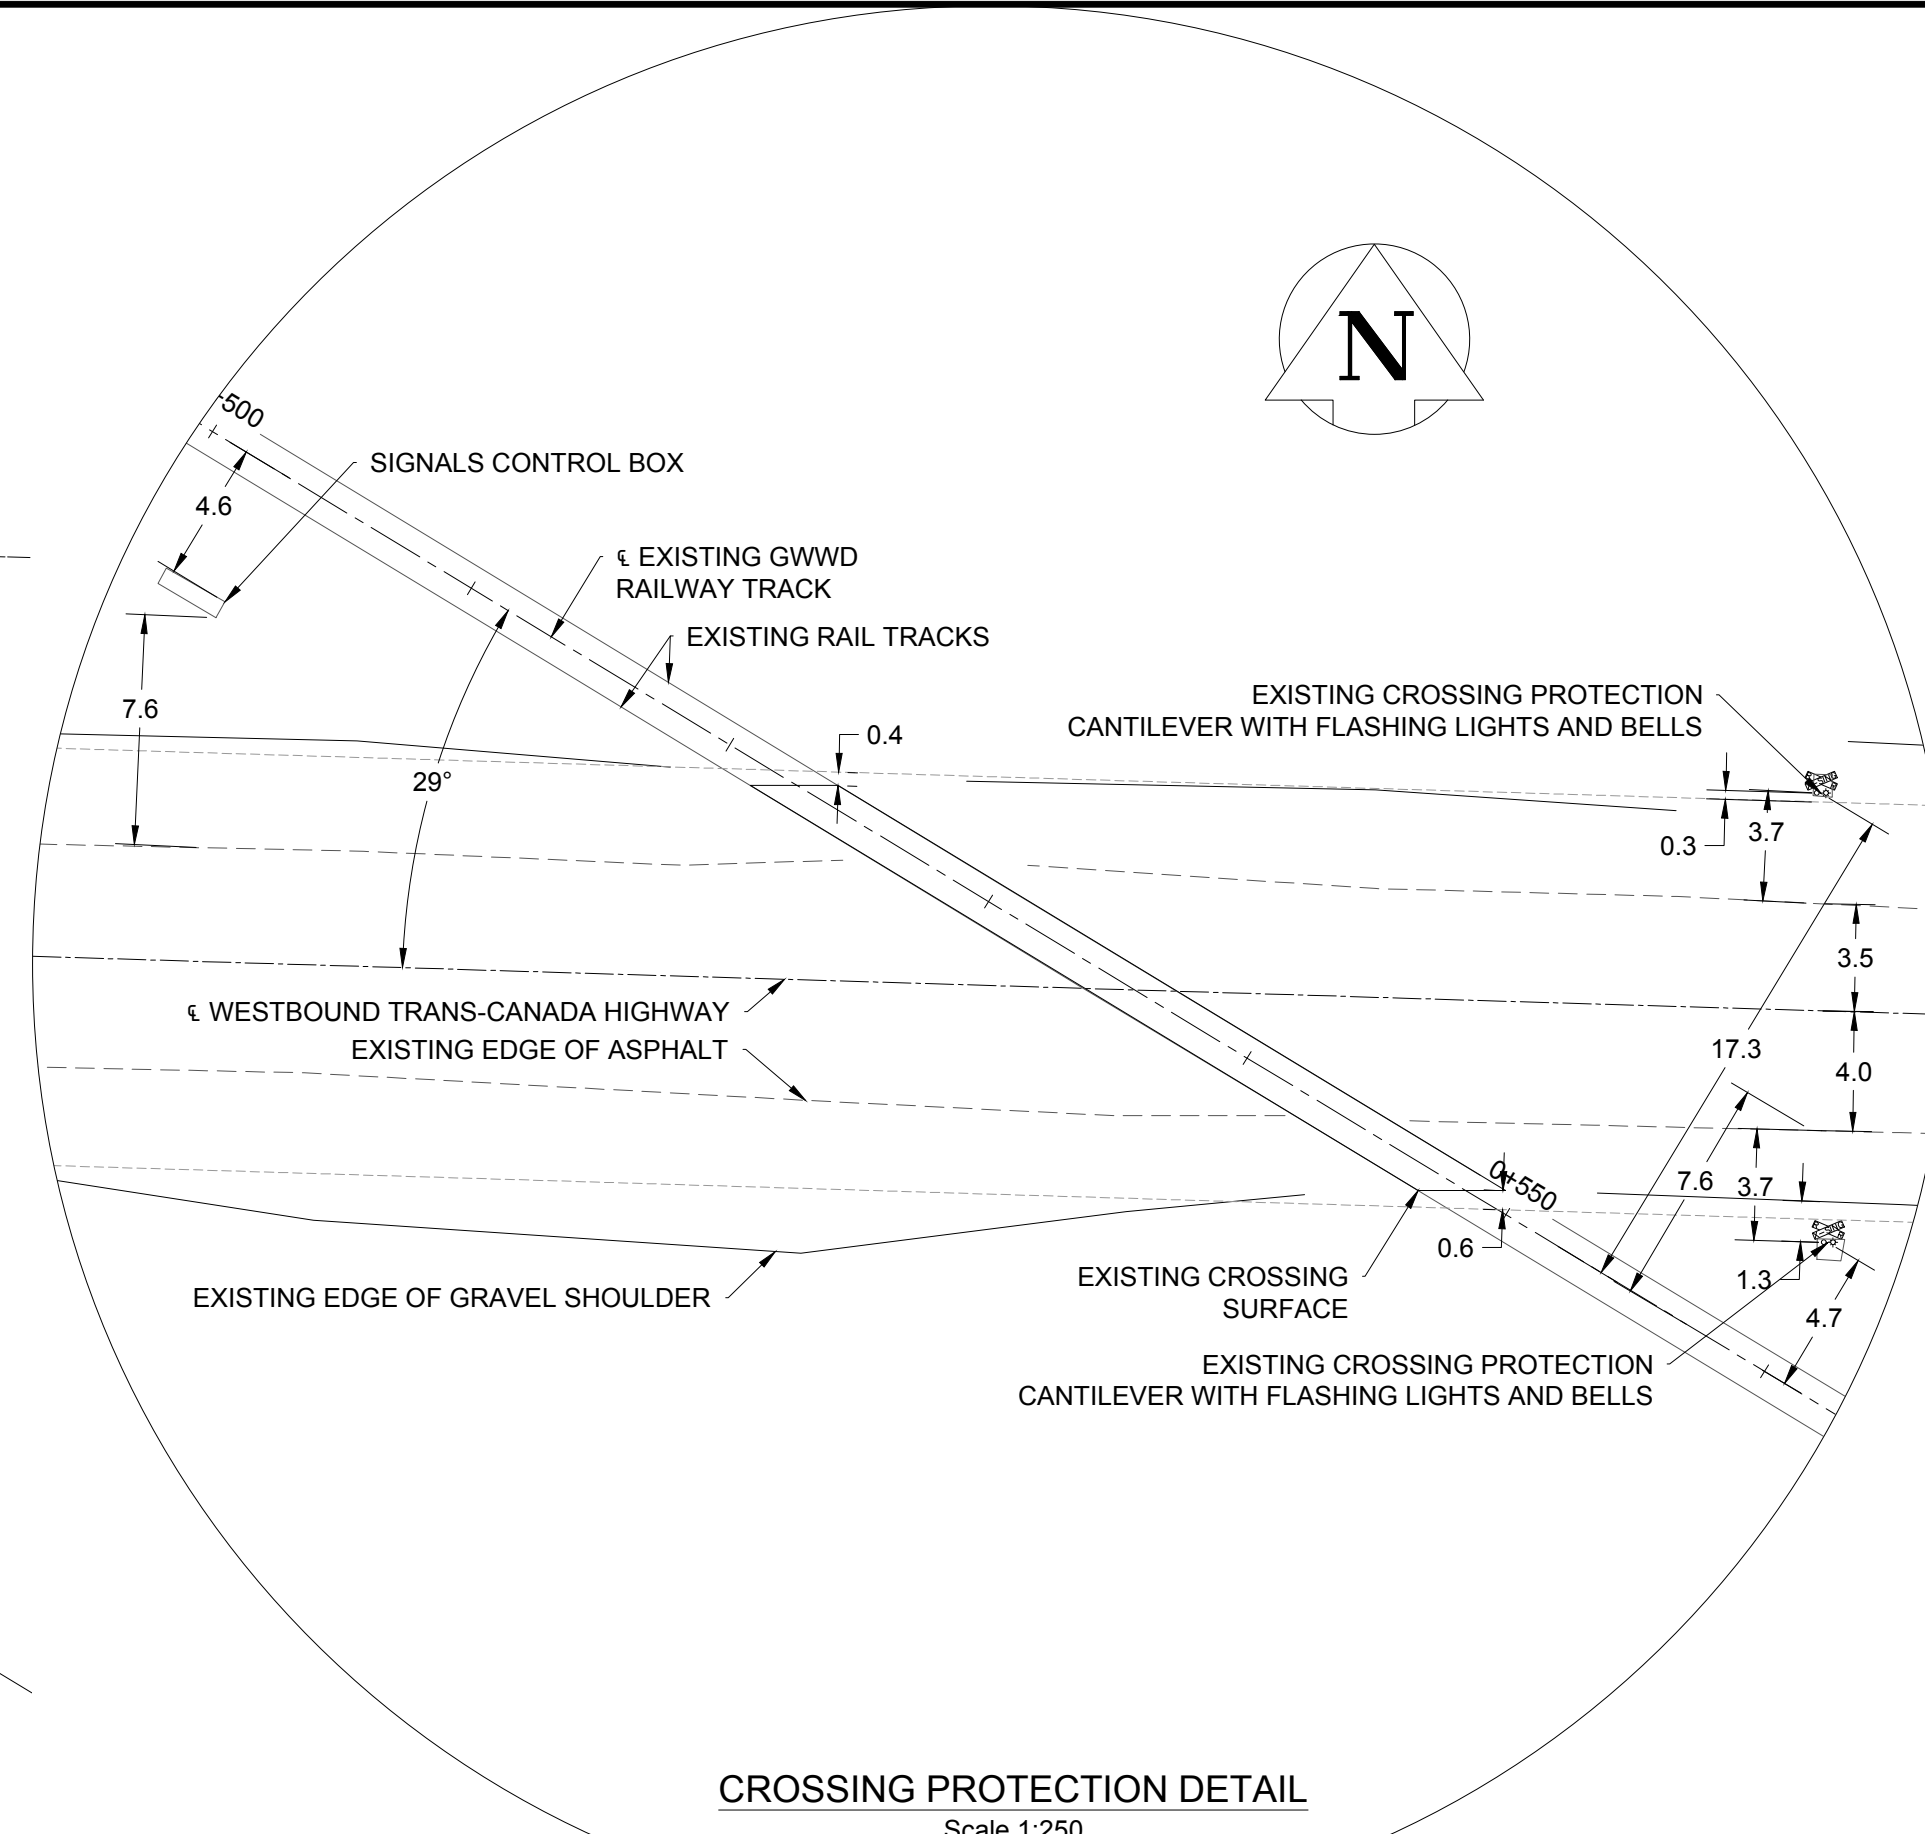 N
-500
SIGNALS CONTROL BOX
4.6
℄ EXISTING GWWD
RAILWAY TRACK
EXISTING RAIL TRACKS
7.6
EXISTING CROSSING PROTECTION
CANTILEVER WITH FLASHING LIGHTS AND BELLS
0.4
29°
0.3
3.7
3.5
℄ WESTBOUND TRANS-CANADA HIGHWAY
EXISTING EDGE OF ASPHALT
17.3
4.0
0+550
7.6
3.7
0.6
1.3
EXISTING EDGE OF GRAVEL SHOULDER
EXISTING CROSSING
SURFACE
4.7
EXISTING CROSSING PROTECTION
CANTILEVER WITH FLASHING LIGHTS AND BELLS
CROSSING PROTECTION DETAIL
Scale 1:250